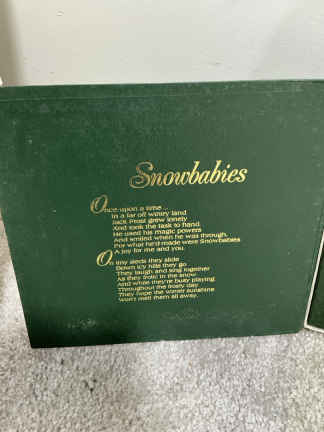 Snowbabies
Once upon a time...
In a far off wintry land
Jack Frost grew lonely
And took the task to hand.
He used his magic powers
And smiled when he was through,
For what he'd made were Snowbabies
A joy for me and you.
On tiny sleds they slide
Down icy hills they go
They laugh and sing together
As they frolic in the snow.
And while they're busy playing
Throughout the frosty day
They hope the winter sunshine
Won't melt them all away.